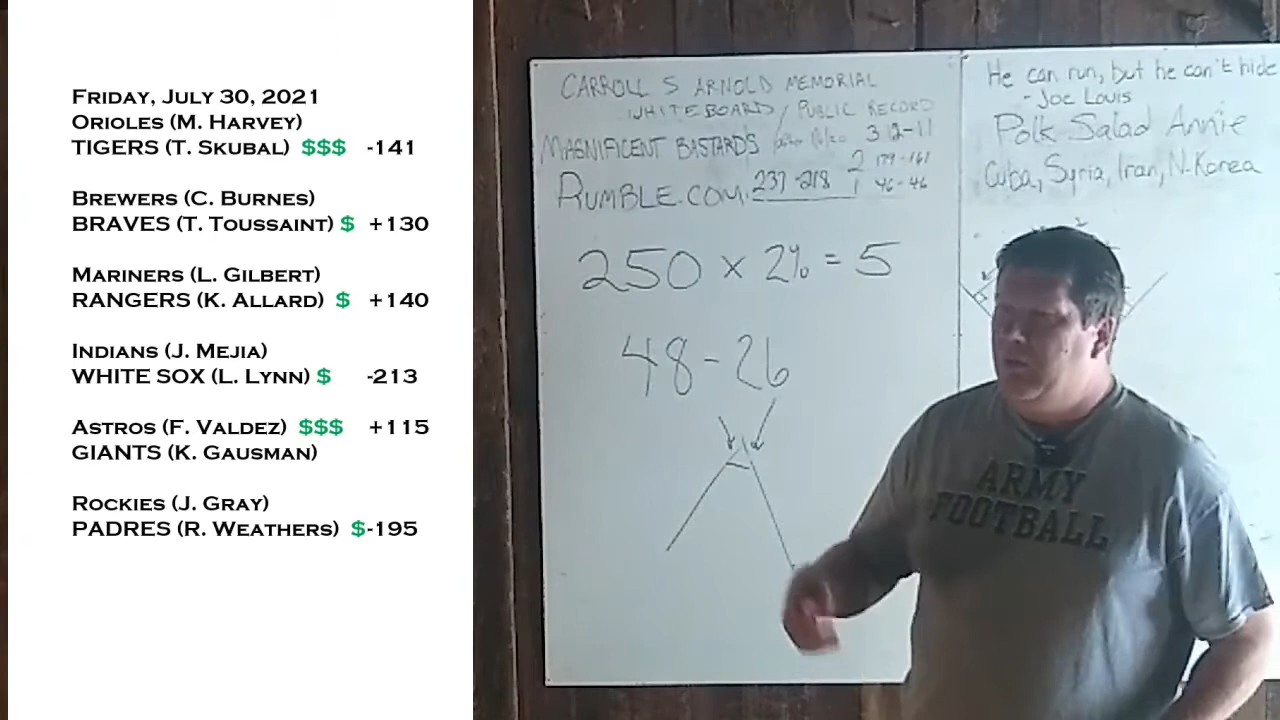 FRIDAY, JULY 30, 2021
ORIOLES (M. HARVEY)
TIGERS (T. SKUBAL) $$$ -141
BREWERS (C. BURNES)
BRAVES (T. TOUSSAINT) $ +130
MARINERS (L. GILBERT)
RANGERS (K. ALLARD) $ +140
INDIANS (J. MEJIA)
WHITE SOX (L. LYNN) $ -213
ASTROS (F. VALDEZ) $$$ +115
GIANTS (K. GAUSMAN)
ROCKIES (J. GRAY)
PADRES (R. WEATHERS) $-195
CARROLL S ARNOLD MEMORIAL
WHITEBOARD / PUBLIC RECORD
MAGNIFICENT BASTARDS 312-11
RUMBLE.COM. 237-218 2 179-161
1 46-46
250 x 2% = 5
48-26
He can run, but he can't hide
- Joe Louis
Polk Salad Annie
Cuba, Syria, Iran, N. Korea
ARMY
FOOTBALL